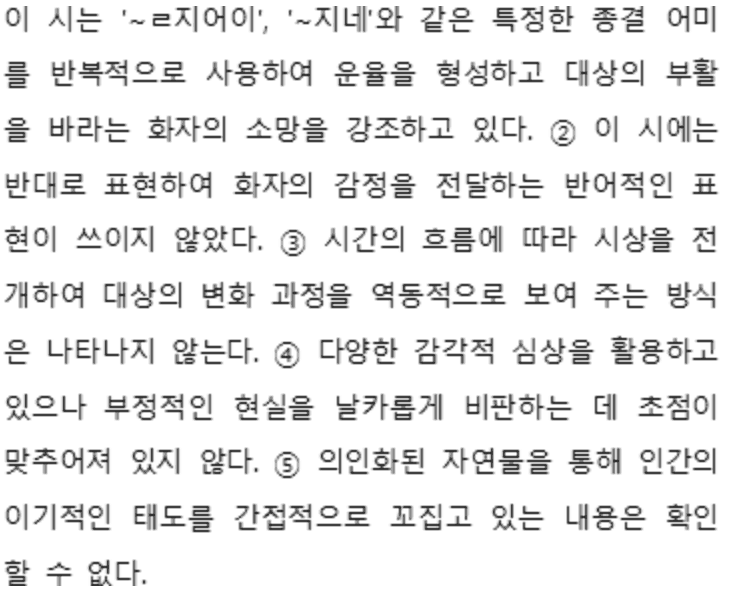 이 시는 '~ㄹ지어이', '~지네'와 같은 특정한 종결 어미
를 반복적으로 사용하여 운율을 형성하고 대상의 부활
을 바라는 화자의 소망을 강조하고 있다. ② 이 시에는
반대로 표현하여 화자의 감정을 전달하는 반어적인 표
현이 쓰이지 않았다. ③ 시간의 흐름에 따라 시상을 전
개하여 대상의 변화 과정을 역동적으로 보여 주는 방식
은 나타나지 않는다. ④ 다양한 감각적 심상을 활용하고
있으나 부정적인 현실을 날카롭게 비판하는 데 초점이
맞추어져 있지 않다. ⑤ 의인화된 자연물을 통해 인간의
이기적인 태도를 간접적으로 꼬집고 있는 내용은 확인
할 수 없다.